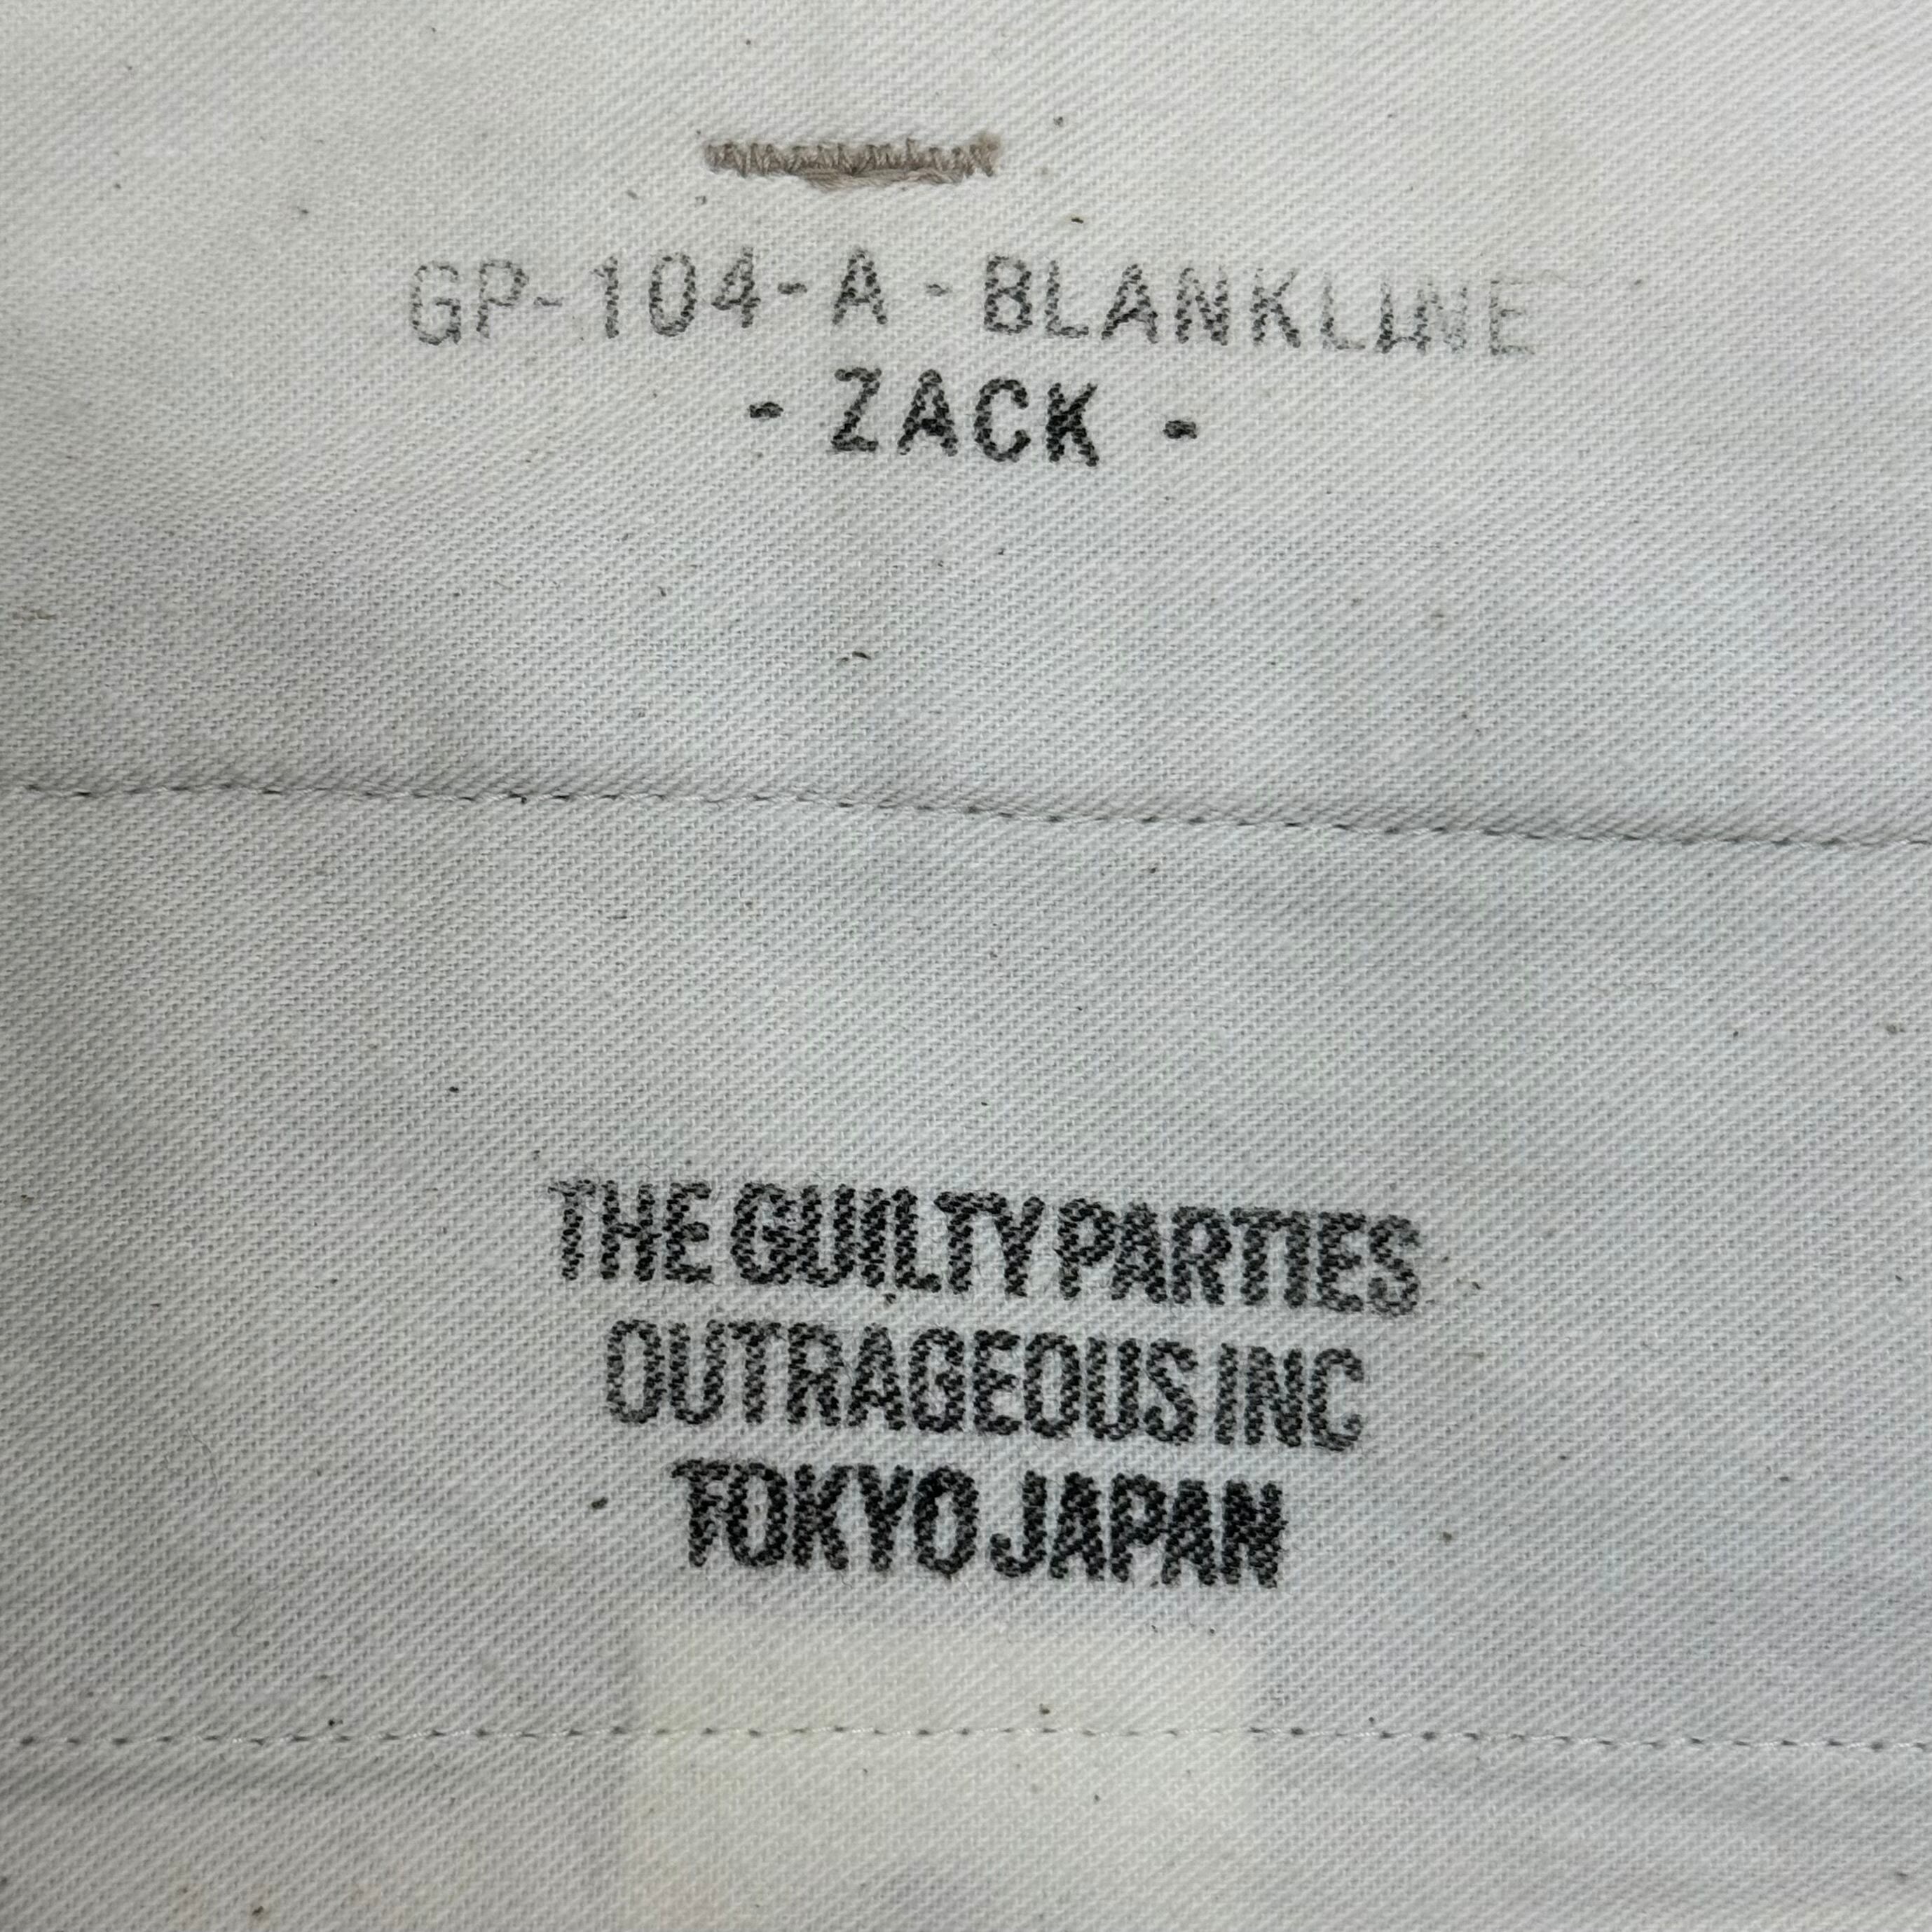 GP-104-A-BLANKLINE
- ZACK -
THE GUILTY PARTIES
OUTRAGEOUS INC
TOKYO JAPAN